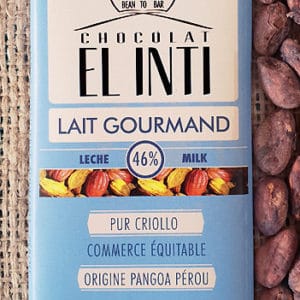 BEAN TO BAR
CHOCOLAT
EL INTI
LAIT GOURMAND
LECHE 46% MILK
PUR CRIOLLO
COMMERCE ÉQUITABLE
ORIGINE PANGOA PÉROU